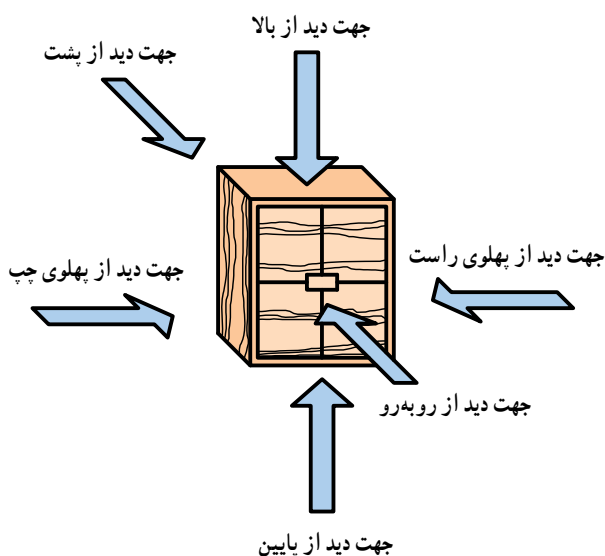 جهت دید از بالا
جهت دید از پشت
جهت دید از پهلوی راست
جهت دید از پهلوی چپ
جهت دید از روبه‌رو
جهت دید از پایین